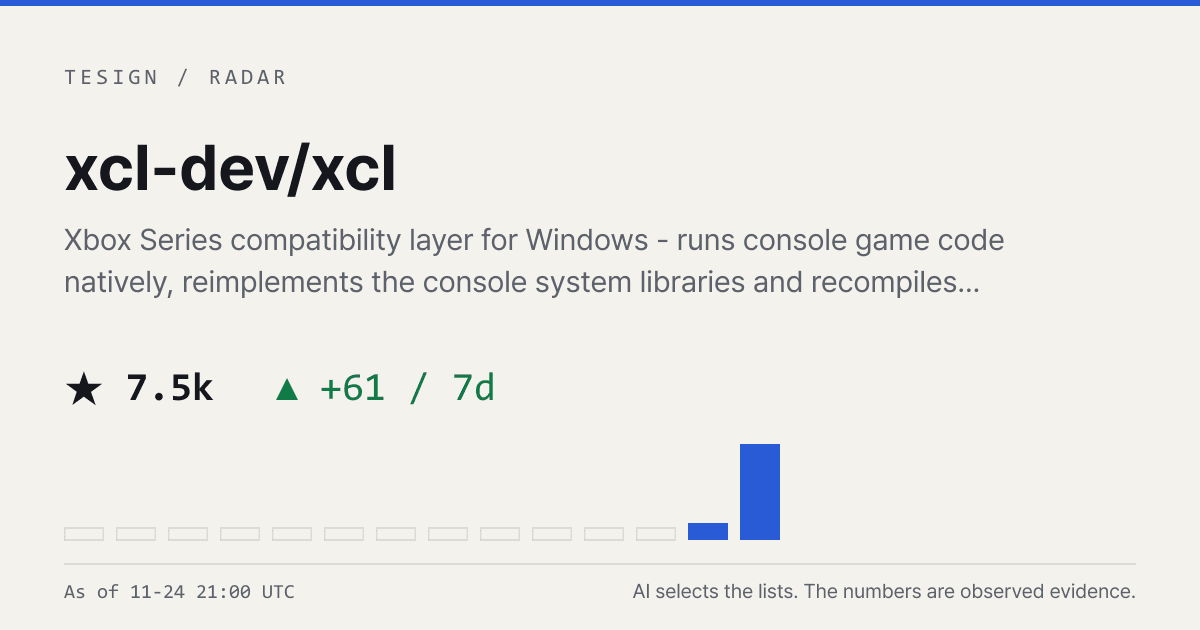 TESIGN / RADAR
xcl-dev/xcl
Xbox Series compatibility layer for Windows - runs console game code
natively, reimplements the console system libraries and recompiles...
★ 7.5k ▲ +61 / 7d
As of 11-24 21:00 UTC
AI selects the lists. The numbers are observed evidence.